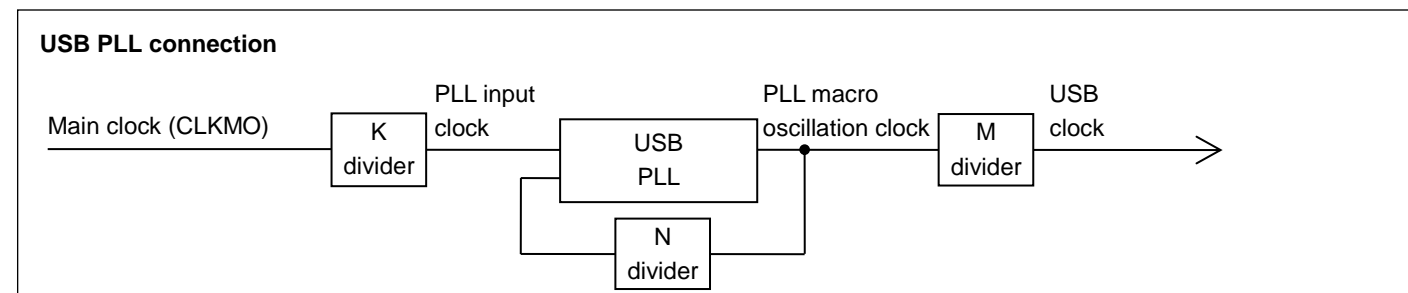 USB PLL connection
Main clock (CLKMO)
K
divider
PLL input
clock
USB
PLL
PLL macro
oscillation clock
M
divider
USB
clock
N
divider